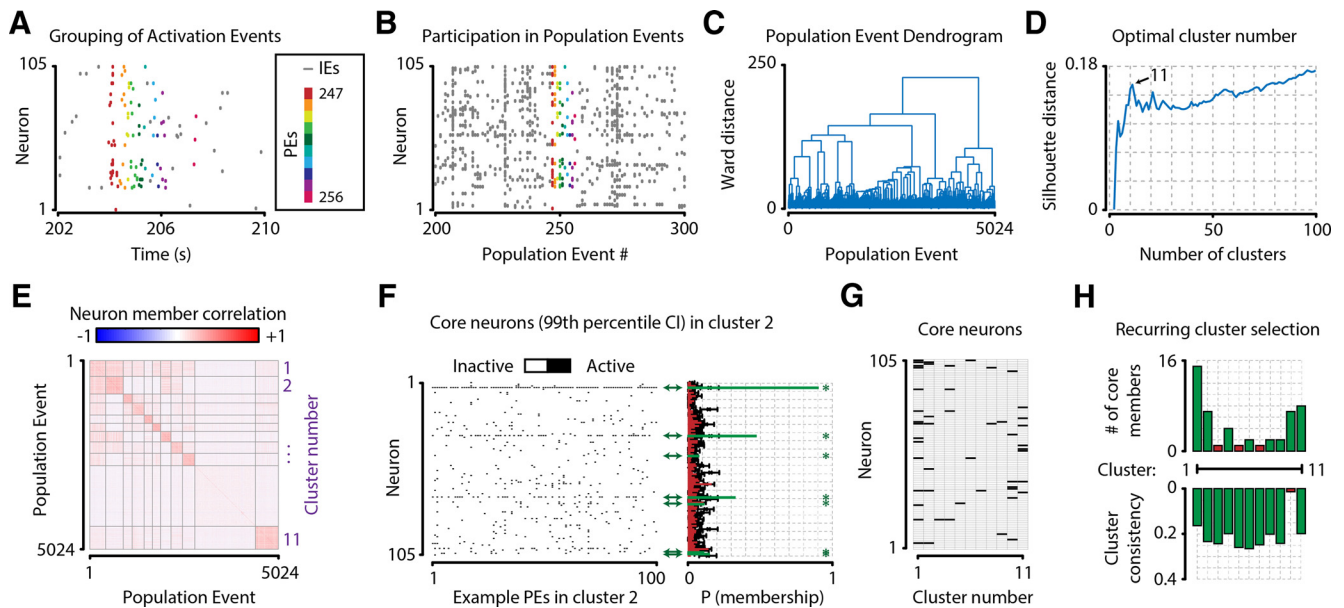 A
Grouping of Activation Events
105
Neuron
1
202
206
210
Time (s)
IEs
247
PEs
256
B
Participation in Population Events
105
Neuron
1
200
250
300
Population Event #
C
Population Event Dendrogram
250
Ward distance
0
0
5024
Population Event
D
Optimal cluster number
0.18
11
Silhouette distance
0
50
100
Number of clusters
E
Neuron member correlation
-1
+1
1
Population Event
5024
1
5024
Population Event
1
2
:
11
Cluster number
F
Core neurons (99th percentile CI) in cluster 2
Inactive
Active
1
Neuron
105
1
100
Example PEs in cluster 2
*
*
*
*
*
*
0
1
P (membership)
G
Core neurons
105
Neuron
1
1
11
Cluster number
H
Recurring cluster selection
16
# of core
members
0
Cluster: 1
11
0
0.2
0.4
Cluster
consistency